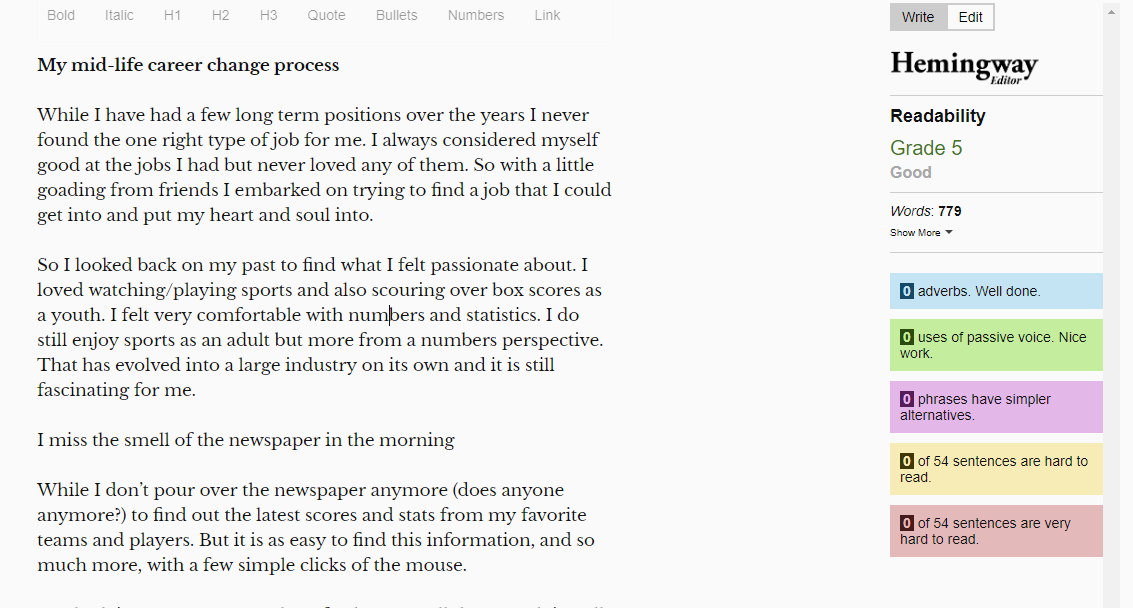 Bold Italic H1 H2 H3 Quote Bullets Numbers Link
My mid-life career change process
While I have had a few long term positions over the years I never
found the one right type of job for me. I always considered myself
good at the jobs I had but never loved any of them. So with a little
goading from friends I embarked on trying to find a job that I could
get into and put my heart and soul into.
So I looked back on my past to find what I felt passionate about. I
loved watching/playing sports and also scouring over box scores as
a youth. I felt very comfortable with numbers and statistics. I do
still enjoy sports as an adult but more from a numbers perspective.
That has evolved into a large industry on its own and it is still
fascinating for me.
I miss the smell of the newspaper in the morning
While I don’t pour over the newspaper anymore (does anyone
anymore?) to find out the latest scores and stats from my favorite
teams and players. But it is as easy to find this information, and so
much more, with a few simple clicks of the mouse.
Write Edit
Hemingway
Editor
Readability
Grade 5
Good
Words: 779
Show More
0 adverbs. Well done.
0 uses of passive voice. Nice
work.
0 phrases have simpler
alternatives.
0 of 54 sentences are hard to
read.
0 of 54 sentences are very
hard to read.